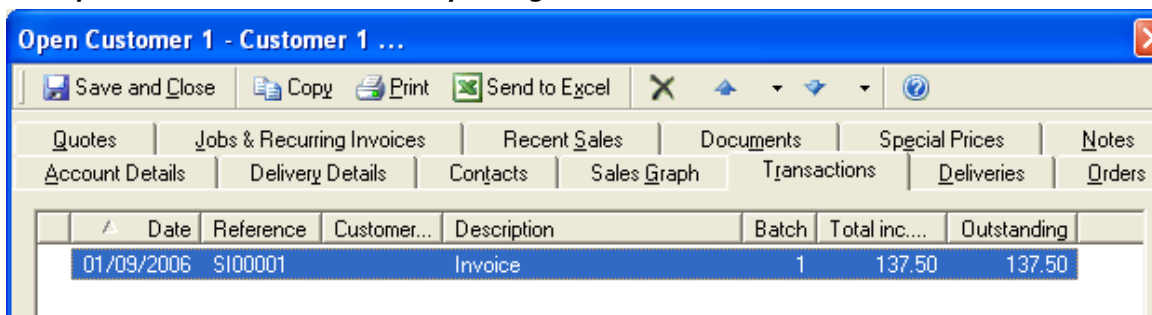 Open Customer 1 - Customer 1 ...
Save and Close Copy Print Send to Excel
Quotes Jobs & Recurring Invoices Recent Sales Documents Special Prices Notes
Account Details Delivery Details Contacts Sales Graph Transactions Deliveries Orders
Date Reference Customer... Description Batch Total inc.... Outstanding
01/09/2006 SI00001 Invoice 1 137.50 137.50